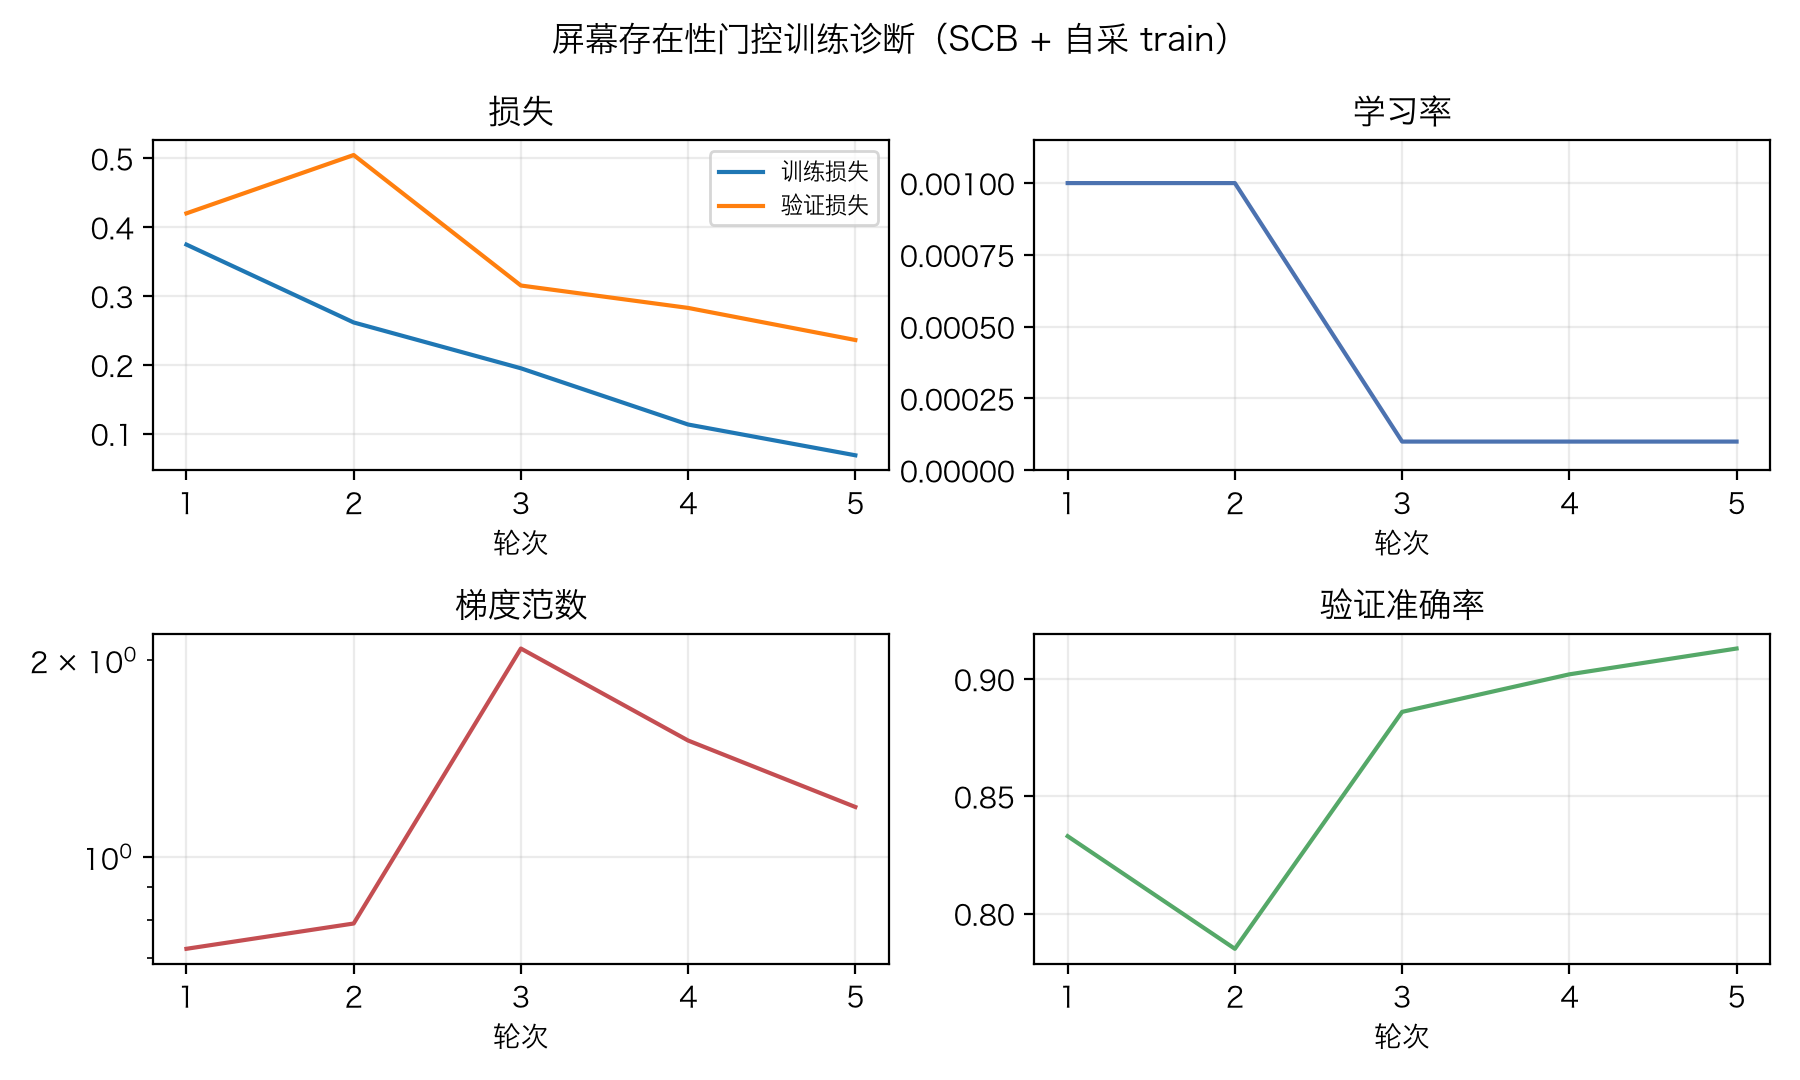 屏幕存在性门控训练诊断（SCB + 自采 train）
损失
0.5
0.4
0.3
0.2
0.1
训练损失
验证损失
1 2 3 4 5
轮次
学习率
0.00100
0.00075
0.00050
0.00025
0.00000
1 2 3 4 5
轮次
梯度范数
2 × 10⁰
10⁰
1 2 3 4 5
轮次
验证准确率
0.90
0.85
0.80
1 2 3 4 5
轮次